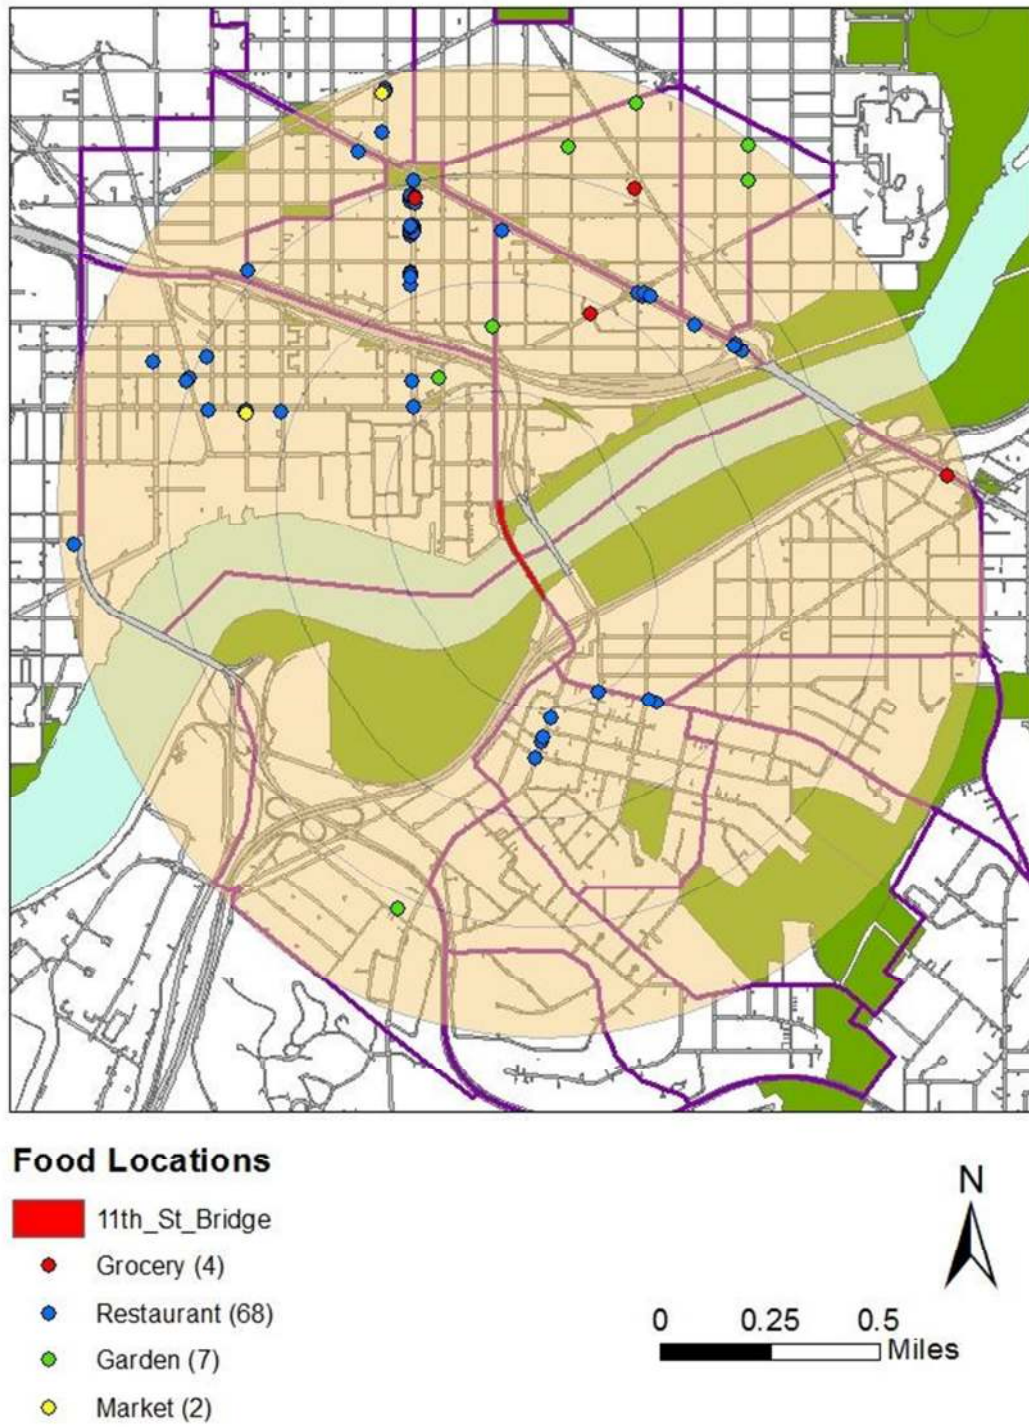 Food Locations
11th_St_Bridge
Grocery (4)
Restaurant (68)
Garden (7)
Market (2)
N
0 0.25 0.5
Miles